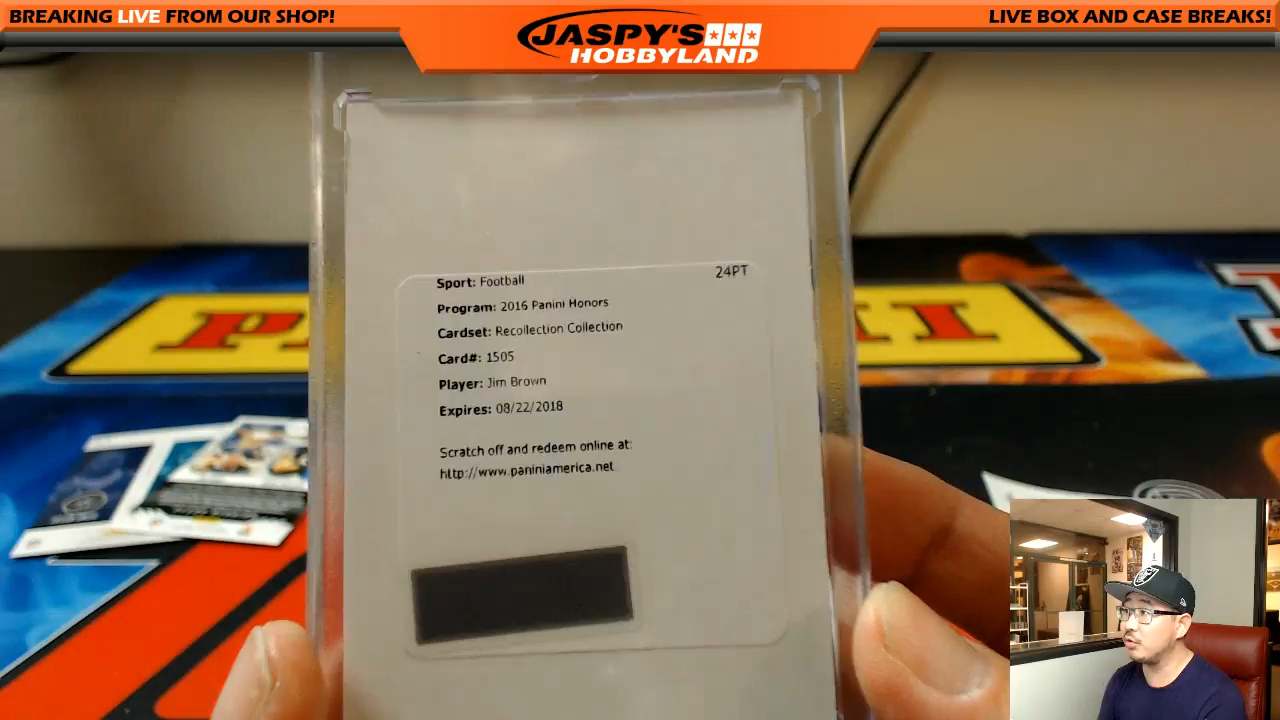 BREAKING LIVE FROM OUR SHOP!
JASPY'S
HOBBYLAND
LIVE BOX AND CASE BREAKS!
24PT
Sport: Football
Program: 2016 Panini Honors
Cardset: Recollection Collection
Card#: 1505
Player: Jim Brown
Expires: 08/22/2018
Scratch off and redeem online at:
http://www.paniniamerica.net